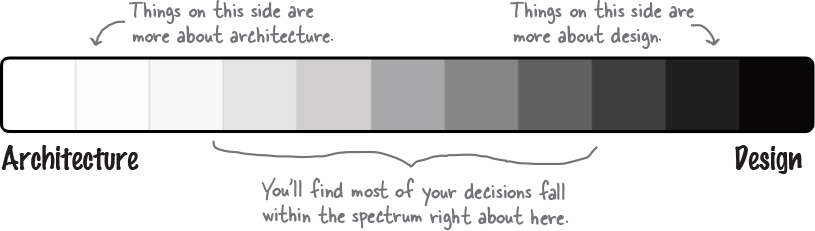 Things on this side are
more about architecture.
Things on this side are
more about design.
Architecture
Design
You'll find most of your decisions fall
within the spectrum right about here.